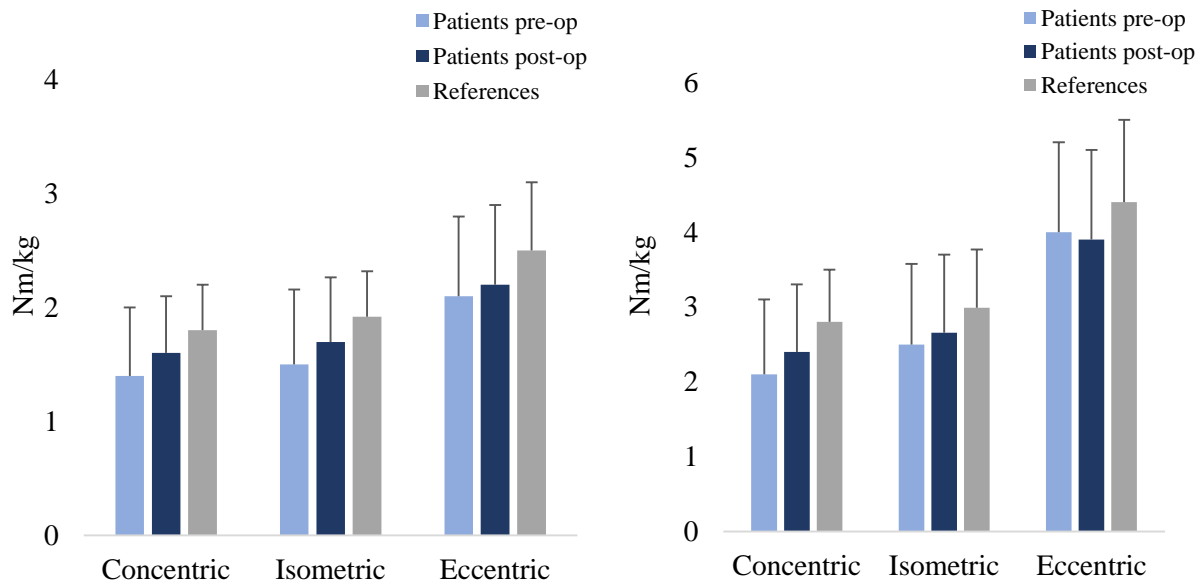 Patients pre-op
Patients post-op
References
4
3
2
1
0
Nm/kg
Concentric Isometric Eccentric
Patients pre-op
Patients post-op
References
6
5
4
3
2
1
0
Nm/kg
Concentric Isometric Eccentric